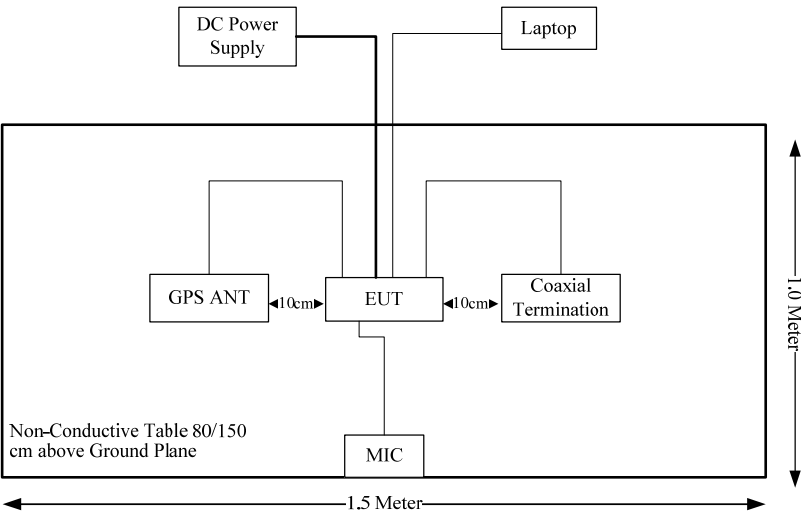 DC Power
Supply
Laptop
GPS ANT
10cm
EUT
10cm
Coaxial
Termination
1.0 Meter
Non-Conductive Table 80/150
cm above Ground Plane
MIC
1.5 Meter